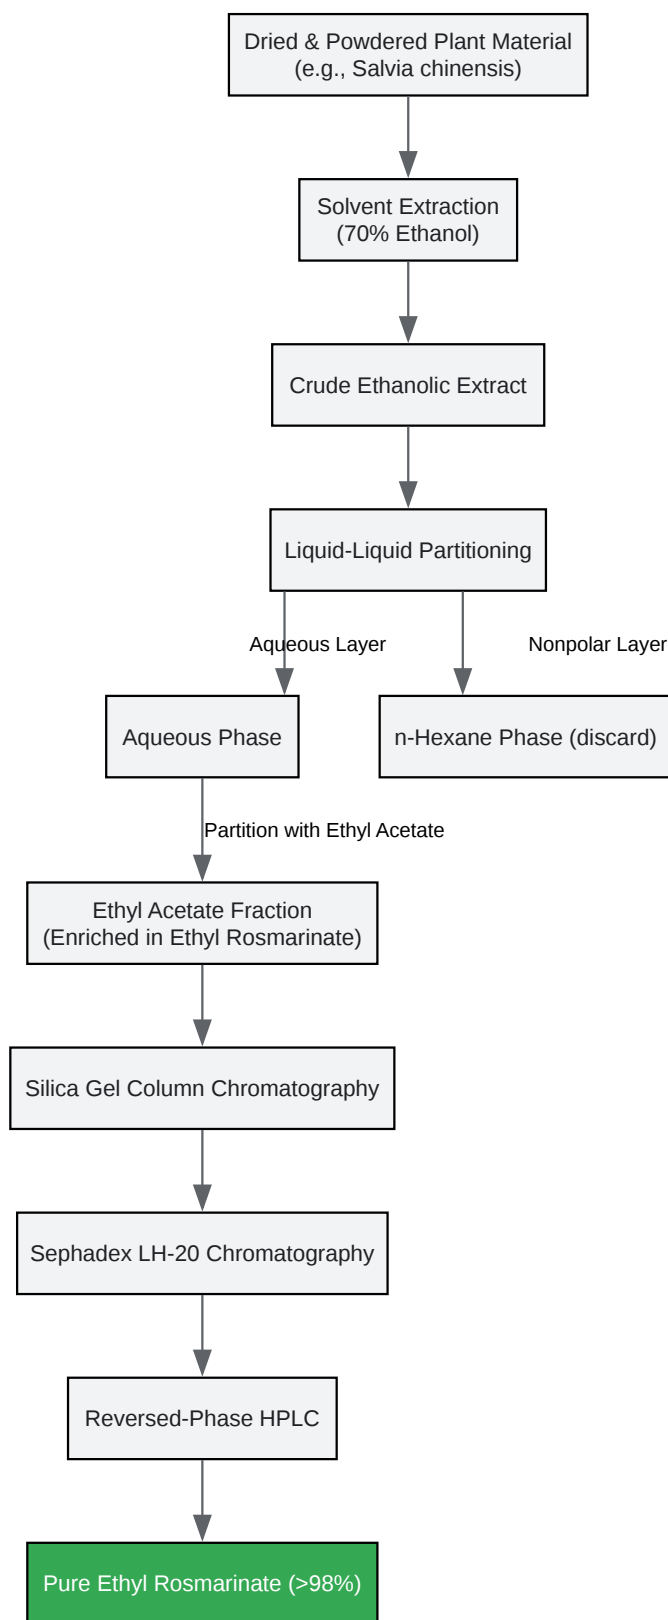 Dried & Powdered Plant Material
(e.g., Salvia chinensis)
Solvent Extraction
(70% Ethanol)
Crude Ethanolic Extract
Liquid-Liquid Partitioning
Aqueous Layer
Nonpolar Layer
Aqueous Phase
n-Hexane Phase (discard)
Partition with Ethyl Acetate
Ethyl Acetate Fraction
(Enriched in Ethyl Rosmarinate)
Silica Gel Column Chromatography
Sephadex LH-20 Chromatography
Reversed-Phase HPLC
Pure Ethyl Rosmarinate (>98%)